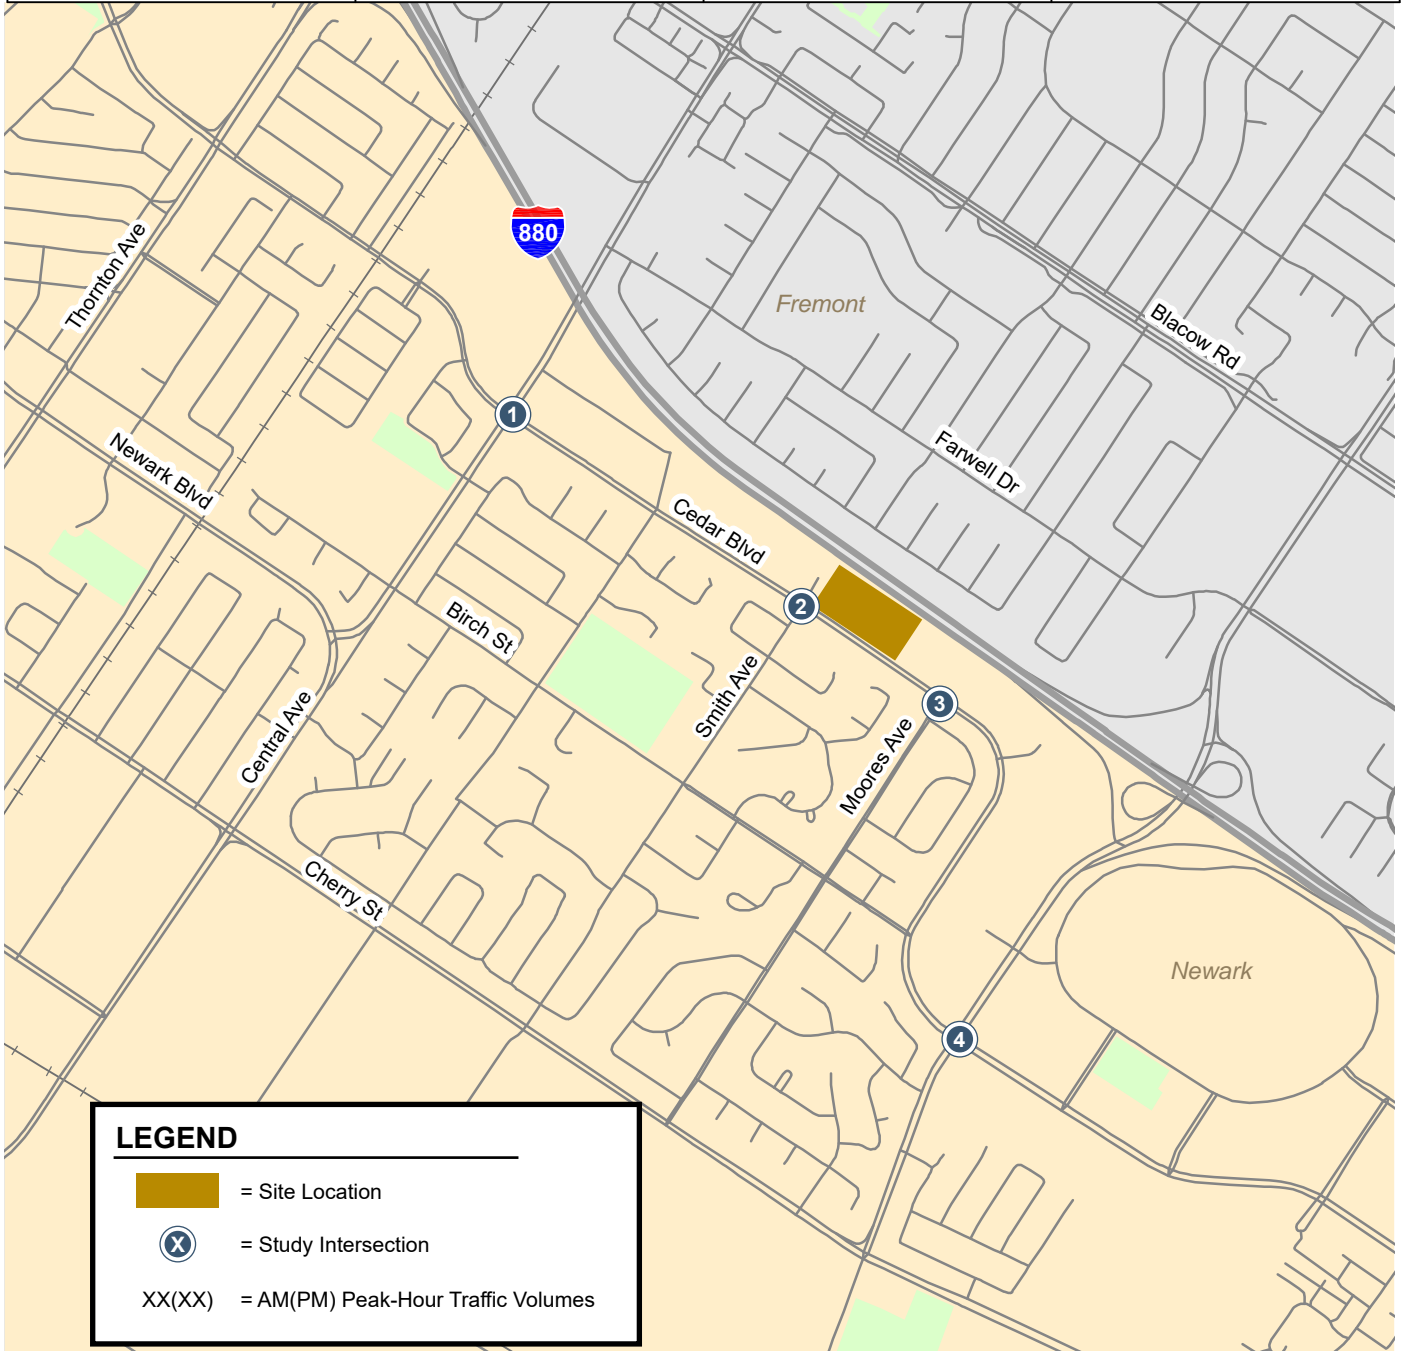 880
Thornton Ave
Fremont
Blacow Rd
1
Newark Blvd
Farwell Dr
Cedar Blvd
2
Birch St
Smith Ave
3
Central Ave
Moores Ave
Cherry St
Newark
4
LEGEND
= Site Location
X = Study Intersection
XX(XX) = AM(PM) Peak-Hour Traffic Volumes